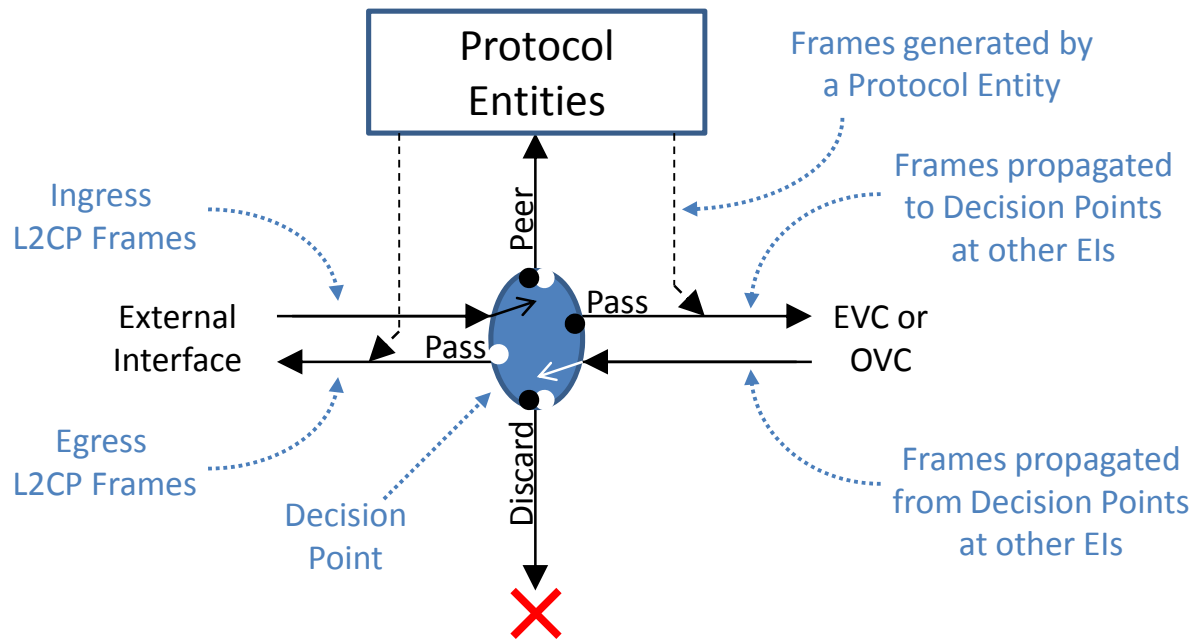 Protocol
Entities
Frames generated by
a Protocol Entity
Ingress
L2CP Frames
Peer
Frames propagated
to Decision Points
at other EIs
External
Interface
Pass
Pass
EVC or
OVC
Egress
L2CP Frames
Decision
Point
Discard
Frames propagated
from Decision Points
at other EIs